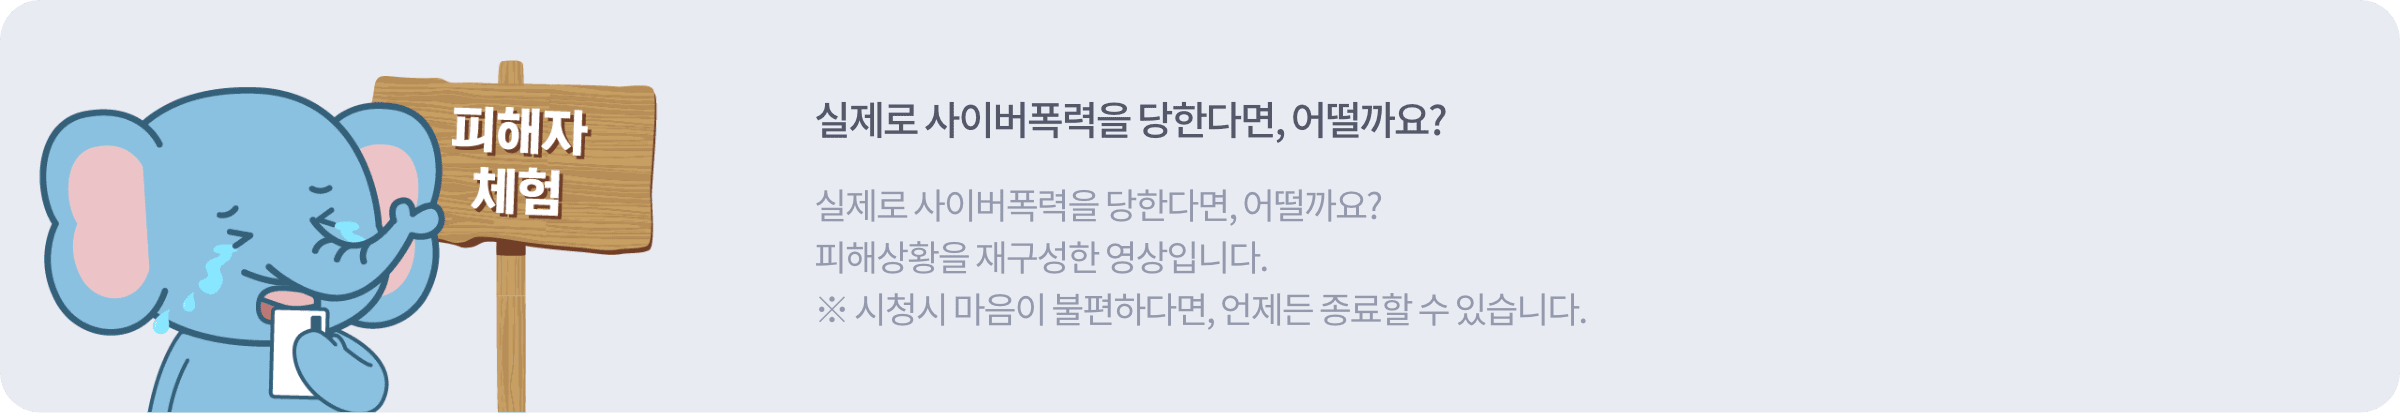 피해자
체험
실제로 사이버폭력을 당한다면, 어떨까요?
실제로 사이버폭력을 당한다면, 어떨까요?
피해상황을 재구성한 영상입니다.
※ 시청시 마음이 불편하다면, 언제든 종료할 수 있습니다.